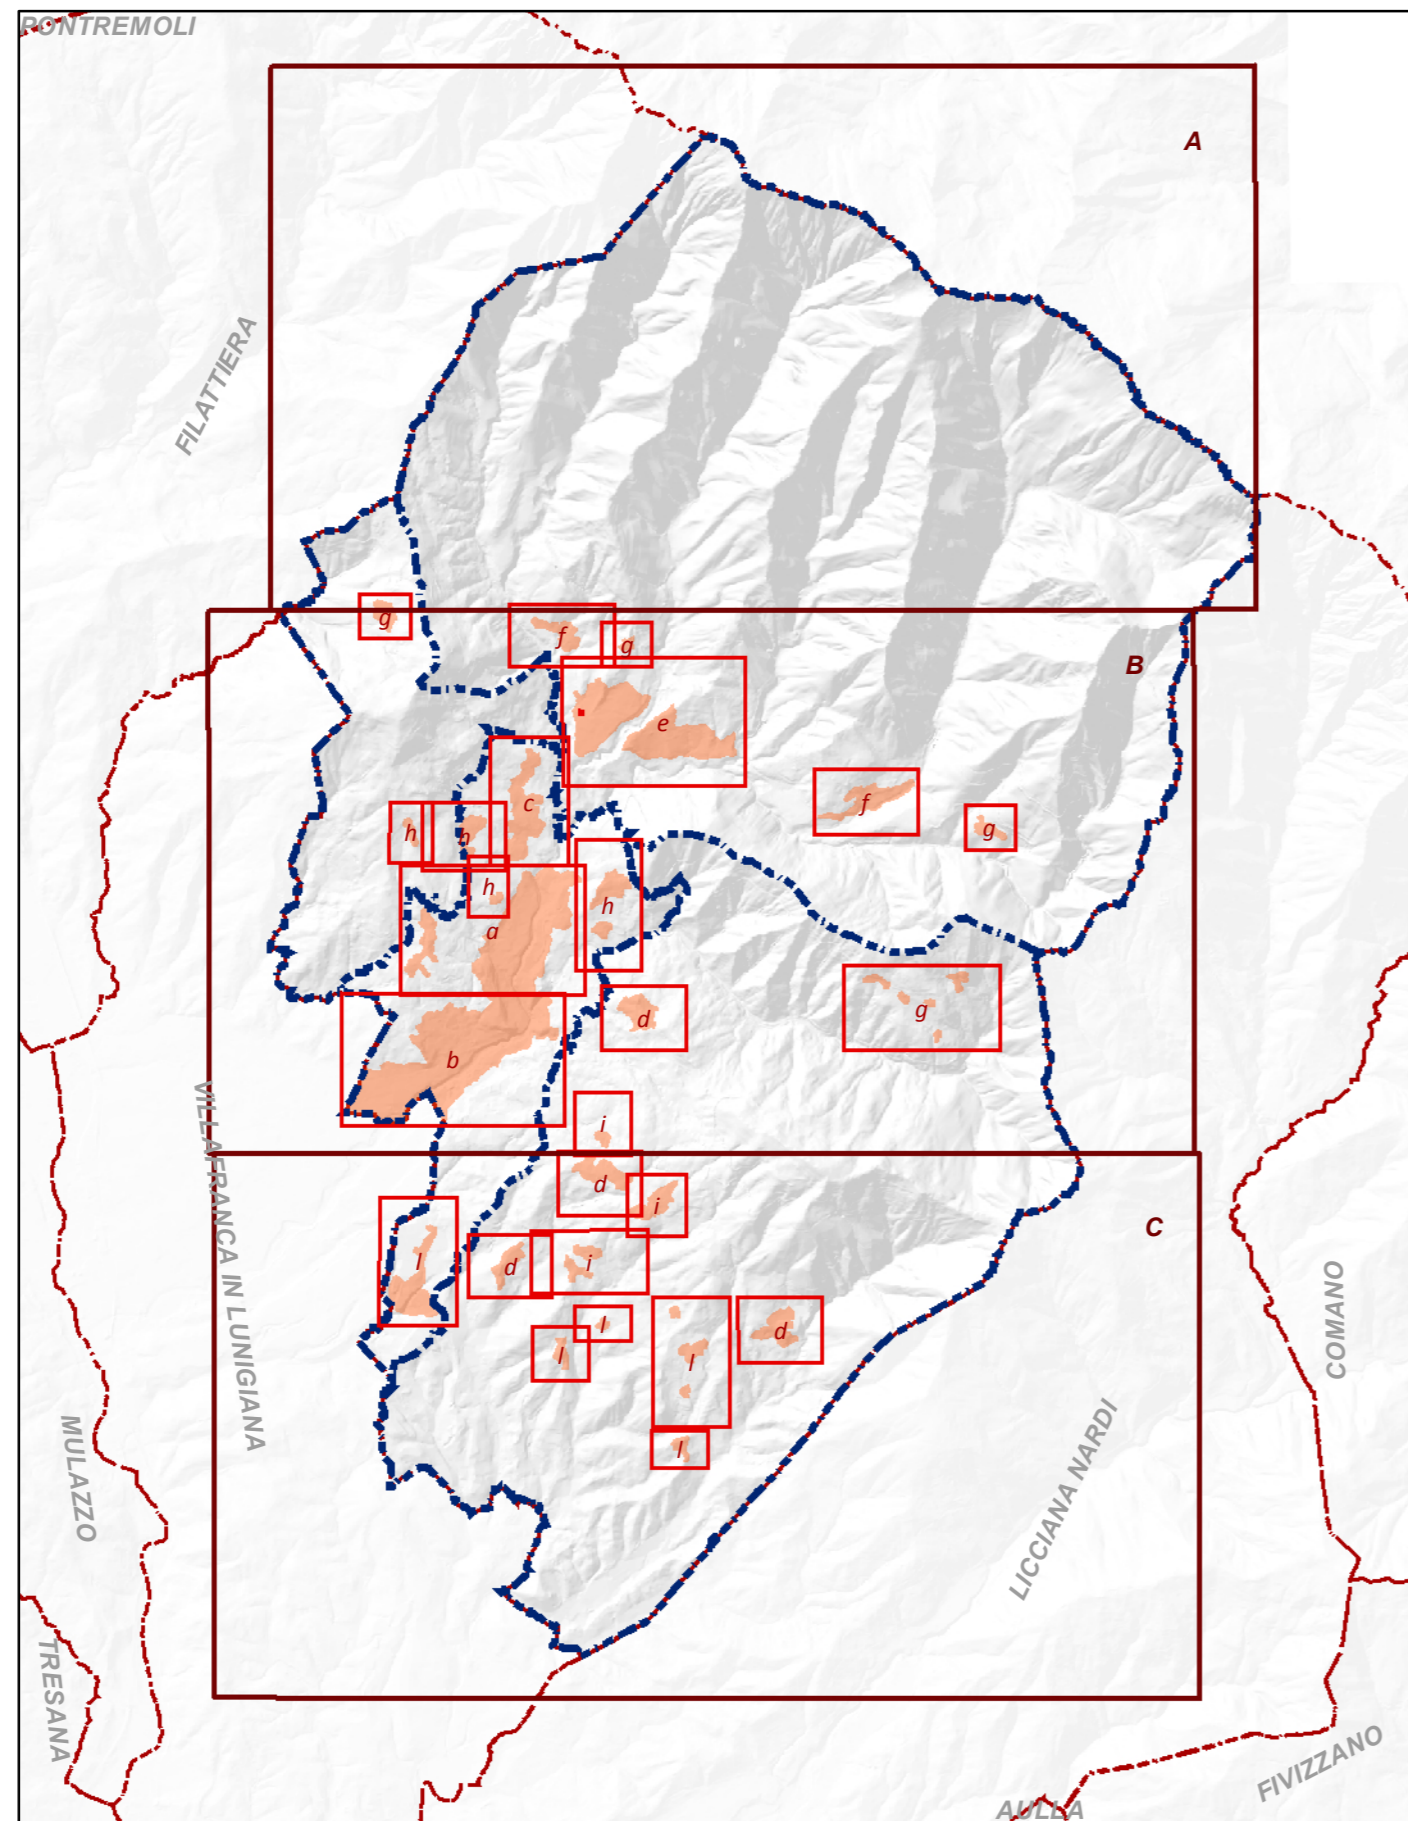 PONTREMOLI
A
FILATTIERA
g
f
g
B
e
c
f
h
h
g
h
h
a
d
g
b
i
VILLAFRANCA IN LUNIGIANA
d
i
C
l
d
i
COMANO
l
d
l
l
MULAZZO
l
LICCIANA NARDI
TRESANA
FIVIZZANO
AULLA